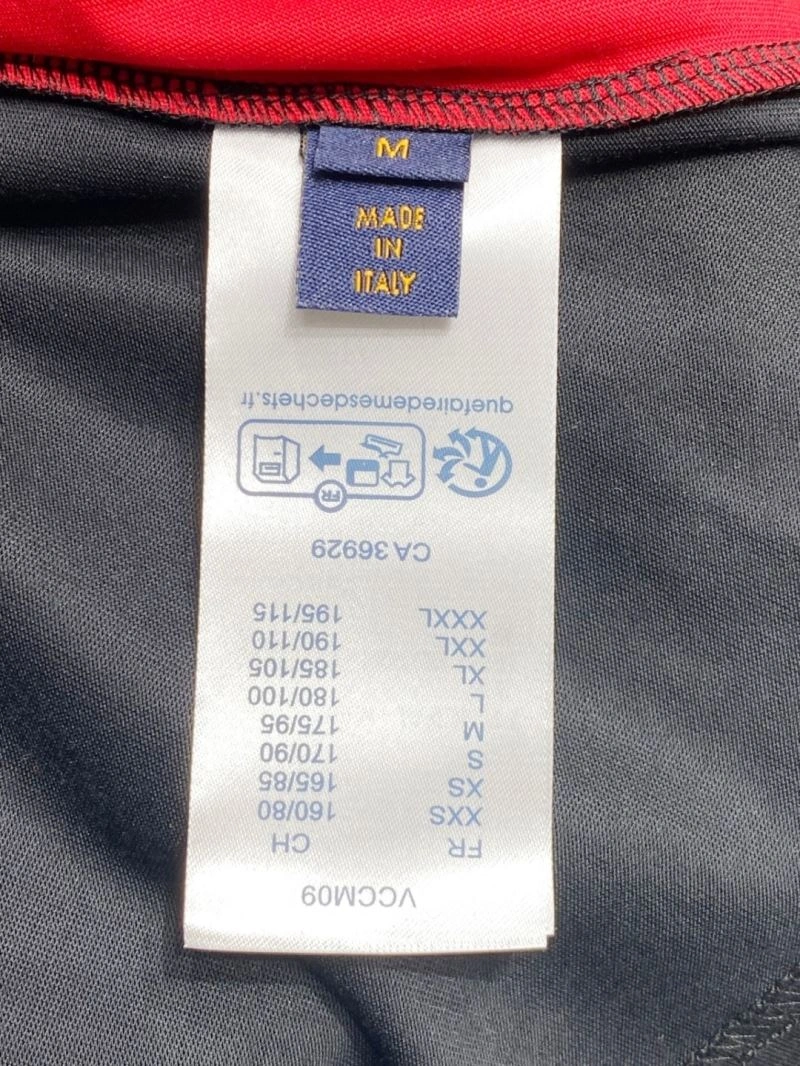 M
MADE
IN
ITALY
VCCM09
FR CH
XXS 160/80
XS 165/85
S 170/90
M 175/95
L 180/100
XL 185/105
XXL 190/110
XXXL 195/115
CA 36929
FR
quefairedemesdechets.fr